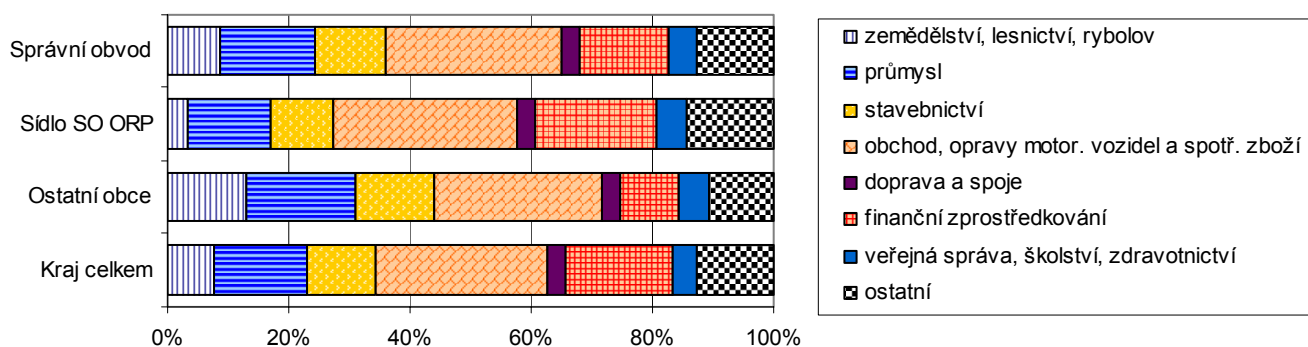 Správní obvod
Sídlo SO ORP
Ostatní obce
Kraj celkem
0% 20% 40% 60% 80% 100%
zemědělství, lesnictví, rybolov
průmysl
stavebnictví
obchod, opravy motor. vozidel a spotř. zboží
doprava a spoje
finanční zprostředkování
veřejná správa, školství, zdravotnictví
ostatní